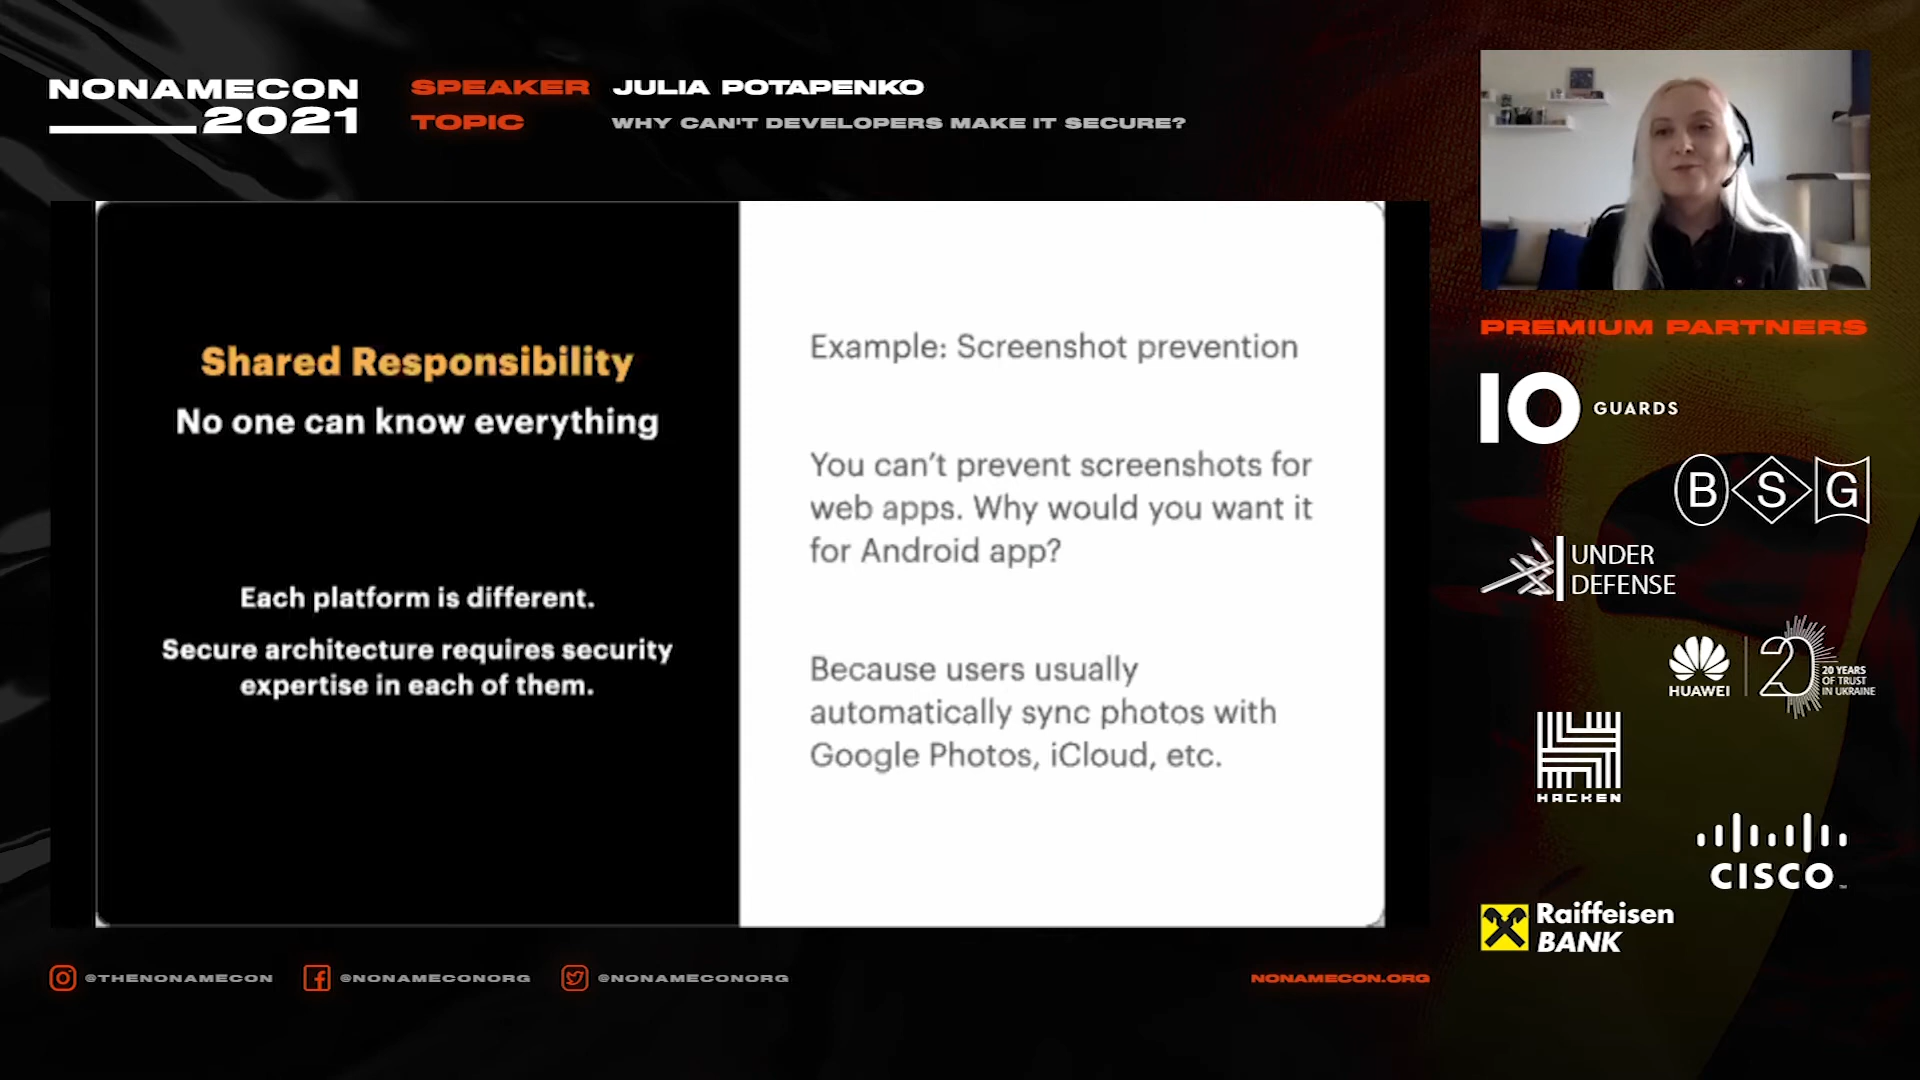 NONAMECON
2021
SPEAKER JULIA POTAPENKO
TOPIC WHY CAN'T DEVELOPERS MAKE IT SECURE?
Shared Responsibility
No one can know everything
Each platform is different.
Secure architecture requires security
expertise in each of them.
Example: Screenshot prevention
You can't prevent screenshots for
web apps. Why would you want it
for Android app?
Because users usually
automatically sync photos with
Google Photos, iCloud, etc.
PREMIUM PARTNERS
10 GUARDS
B S G
UNDER
DEFENSE
HUAWEI
20 20 YEARS
OF TRUST
IN UKRAINE
HACKEN
CISCO
Raiffeisen
BANK
@THENONAMECON @NONAMECONORG @NONAMECONORG
NONAMECON.ORG